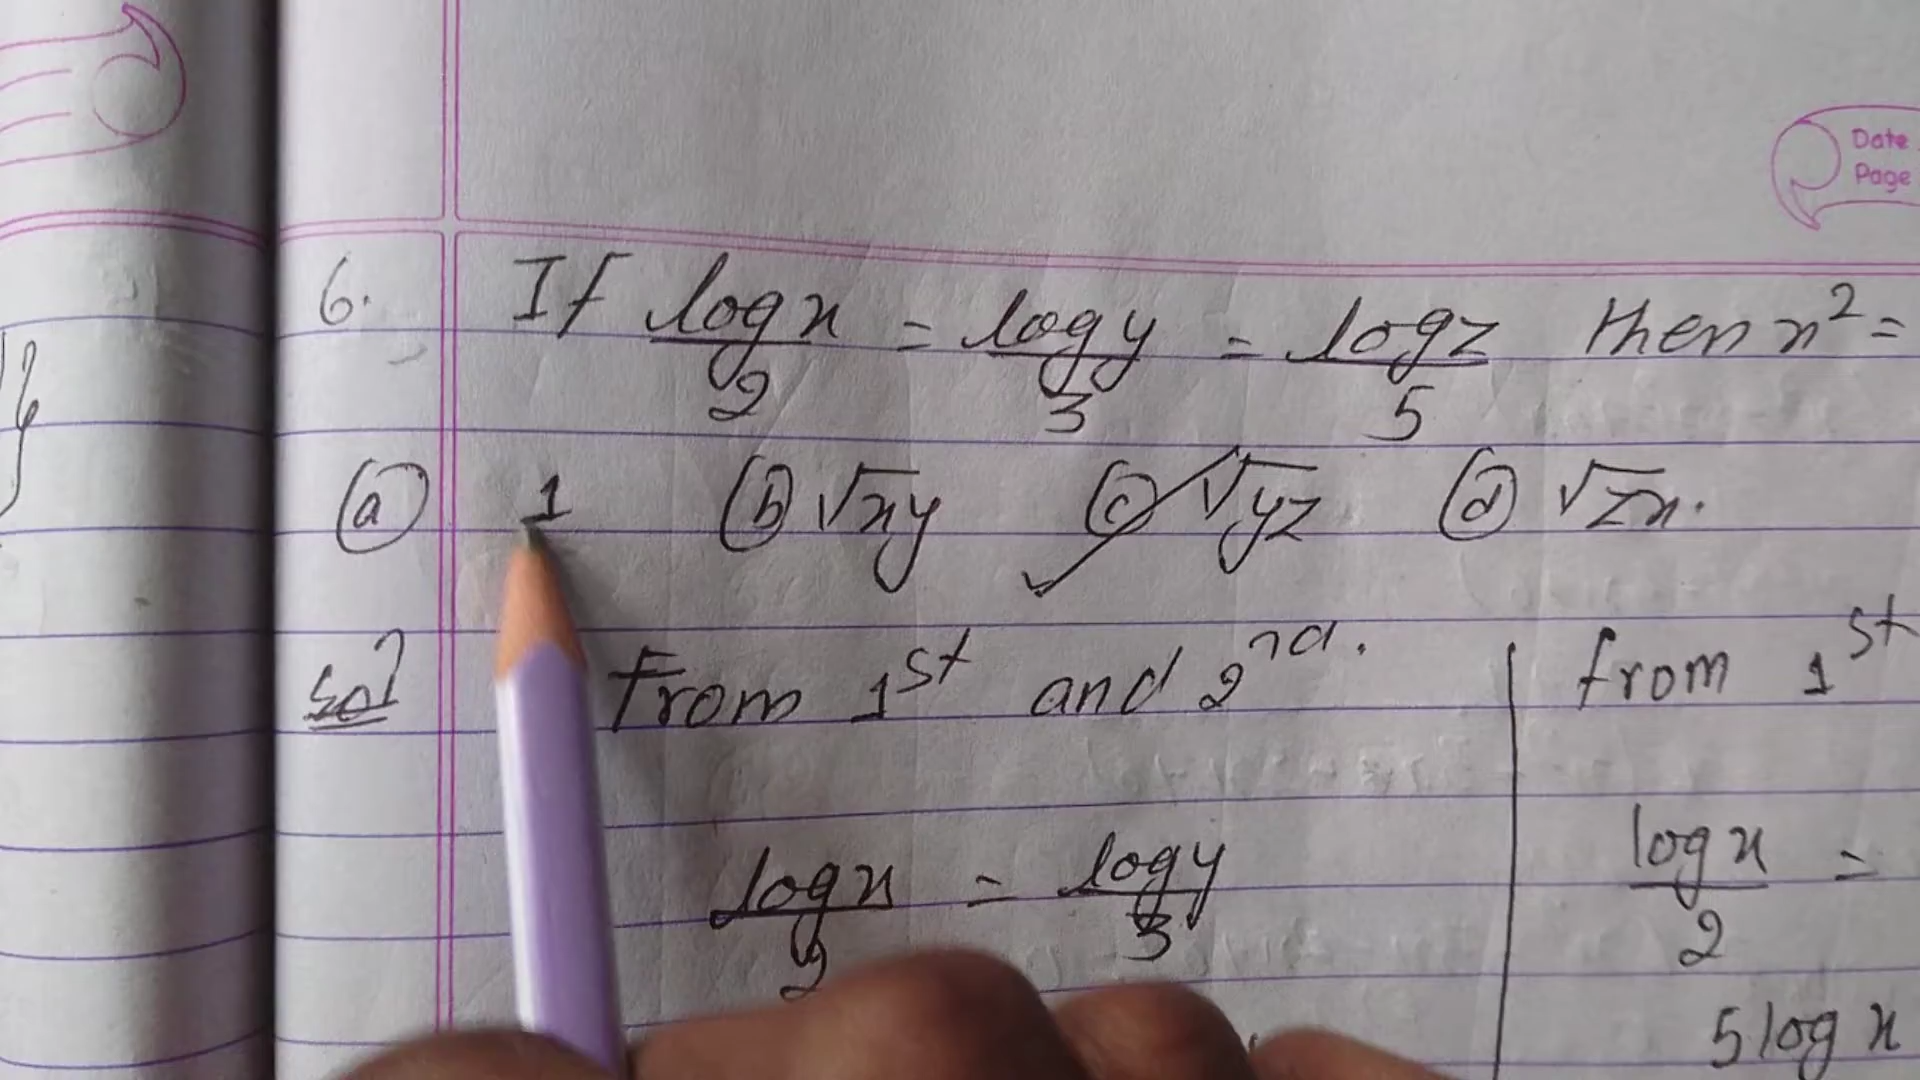 Date
Page
6. If log x/2 = log y/3 = log z/5 then x² =
(a) 1 (b) √xy (c) √yz (d) √zx.
Sol? From 1st and 2nd. from 1st
log x/2 = log y/3 log x/2 =
5 log x